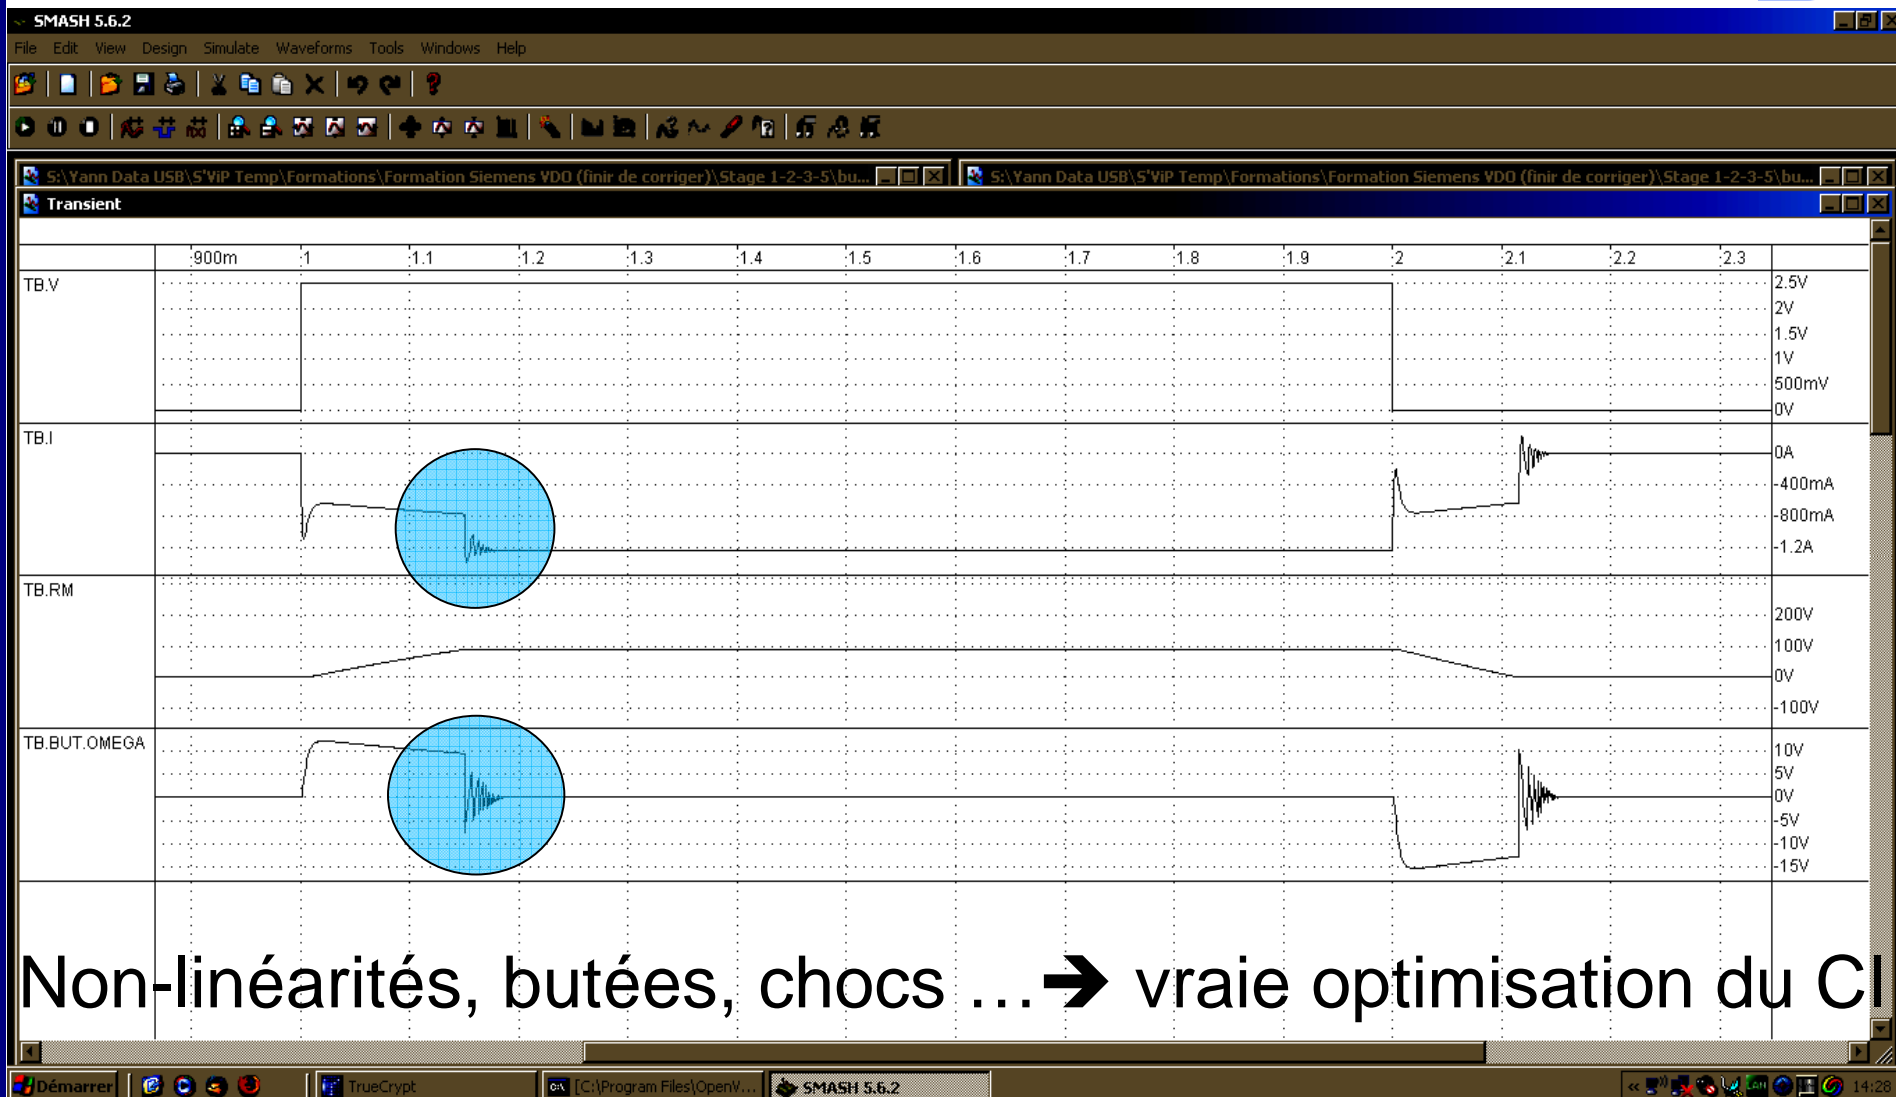 SMASH 5.6.2
File Edit View Design Simulate Waveforms Tools Windows Help
S:\Yann Data USB\S'ViP Temp\Formations\Formation Siemens VDO (finir de corriger)\Stage 1-2-3-5\bu...
S:\Yann Data USB\S'ViP Temp\Formations\Formation Siemens VDO (finir de corriger)\Stage 1-2-3-5\bu...
Transient
:900m :1 :1.1 :1.2 :1.3 :1.4 :1.5 :1.6 :1.7 :1.8 :1.9 :2 :2.1 :2.2 :2.3
TB.V
2.5V
2V
1.5V
1V
500mV
0V
TB.I
0A
-400mA
-800mA
-1.2A
TB.RM
200V
100V
0V
-100V
TB.BUT.OMEGA
10V
5V
0V
-5V
-10V
-15V
Non-linéarités, butées, chocs …➔ vraie optimisation du CI
Démarrer TrueCrypt [C:\Program Files\OpenV... SMASH 5.6.2 « LAN 14:28